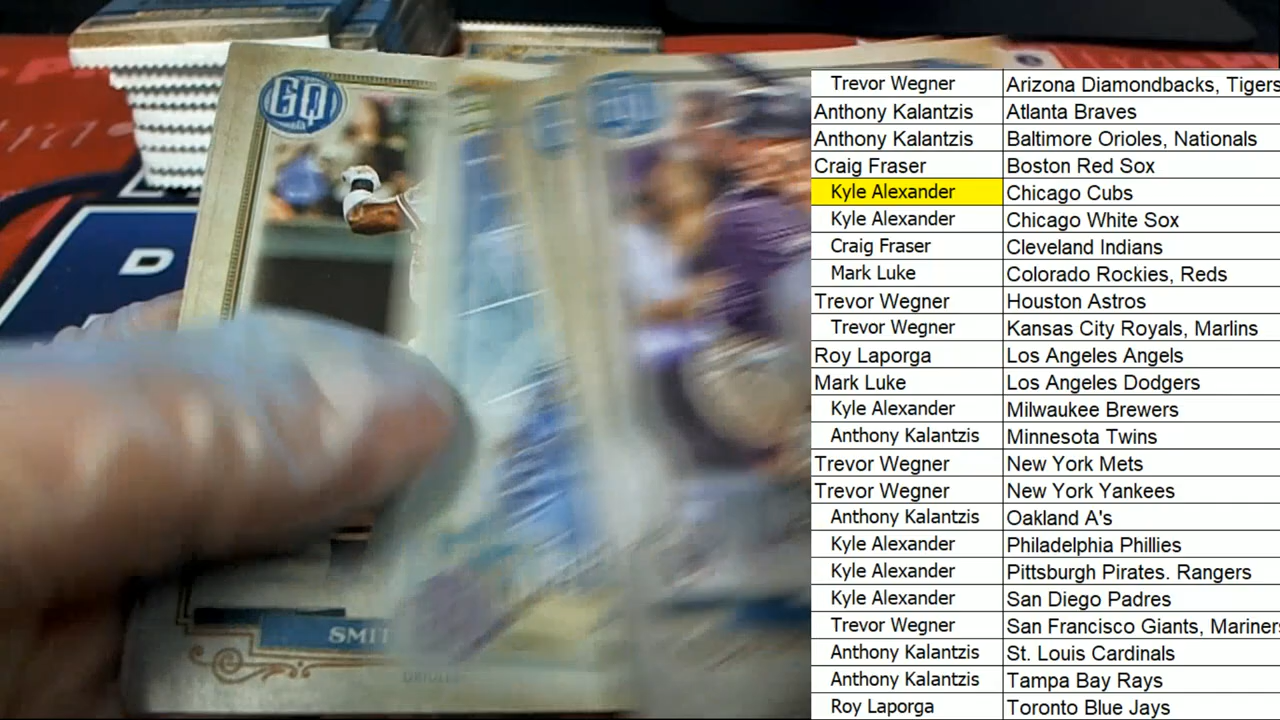 GQ
D
SMIT
ORIOLES
Trevor Wegner Arizona Diamondbacks, Tigers
Anthony Kalantzis Atlanta Braves
Anthony Kalantzis Baltimore Orioles, Nationals
Craig Fraser Boston Red Sox
Kyle Alexander Chicago Cubs
Kyle Alexander Chicago White Sox
Craig Fraser Cleveland Indians
Mark Luke Colorado Rockies, Reds
Trevor Wegner Houston Astros
Trevor Wegner Kansas City Royals, Marlins
Roy Laporga Los Angeles Angels
Mark Luke Los Angeles Dodgers
Kyle Alexander Milwaukee Brewers
Anthony Kalantzis Minnesota Twins
Trevor Wegner New York Mets
Trevor Wegner New York Yankees
Anthony Kalantzis Oakland A's
Kyle Alexander Philadelphia Phillies
Kyle Alexander Pittsburgh Pirates. Rangers
Kyle Alexander San Diego Padres
Trevor Wegner San Francisco Giants, Mariners
Anthony Kalantzis St. Louis Cardinals
Anthony Kalantzis Tampa Bay Rays
Roy Laporga Toronto Blue Jays